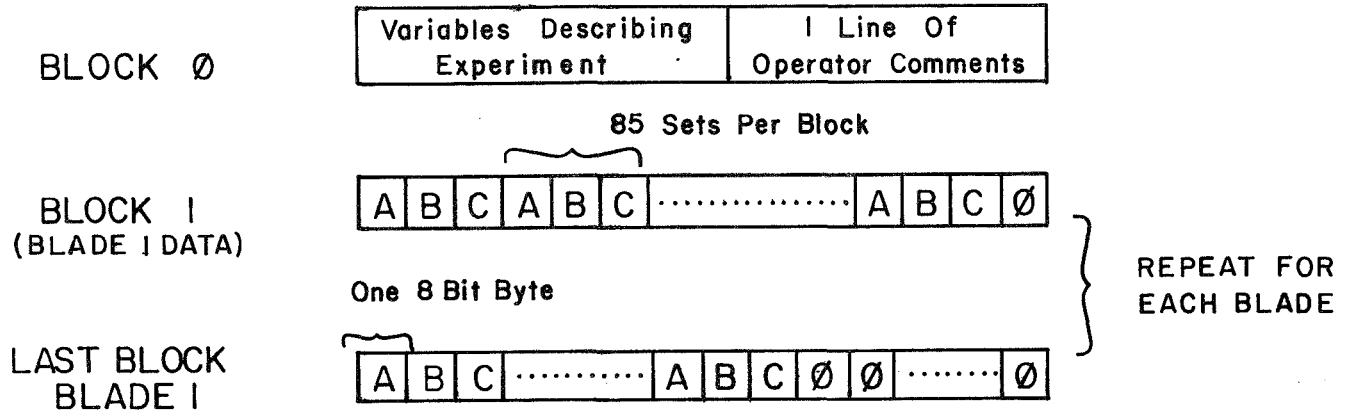 BLOCK Ø
Variables Describing Experiment
1 Line Of Operator Comments
85 Sets Per Block
BLOCK 1
(BLADE 1 DATA)
A B C A B C ................ A B C Ø
REPEAT FOR
EACH BLADE
One 8 Bit Byte
LAST BLOCK
BLADE 1
A B C ........... A B C Ø Ø ........ Ø